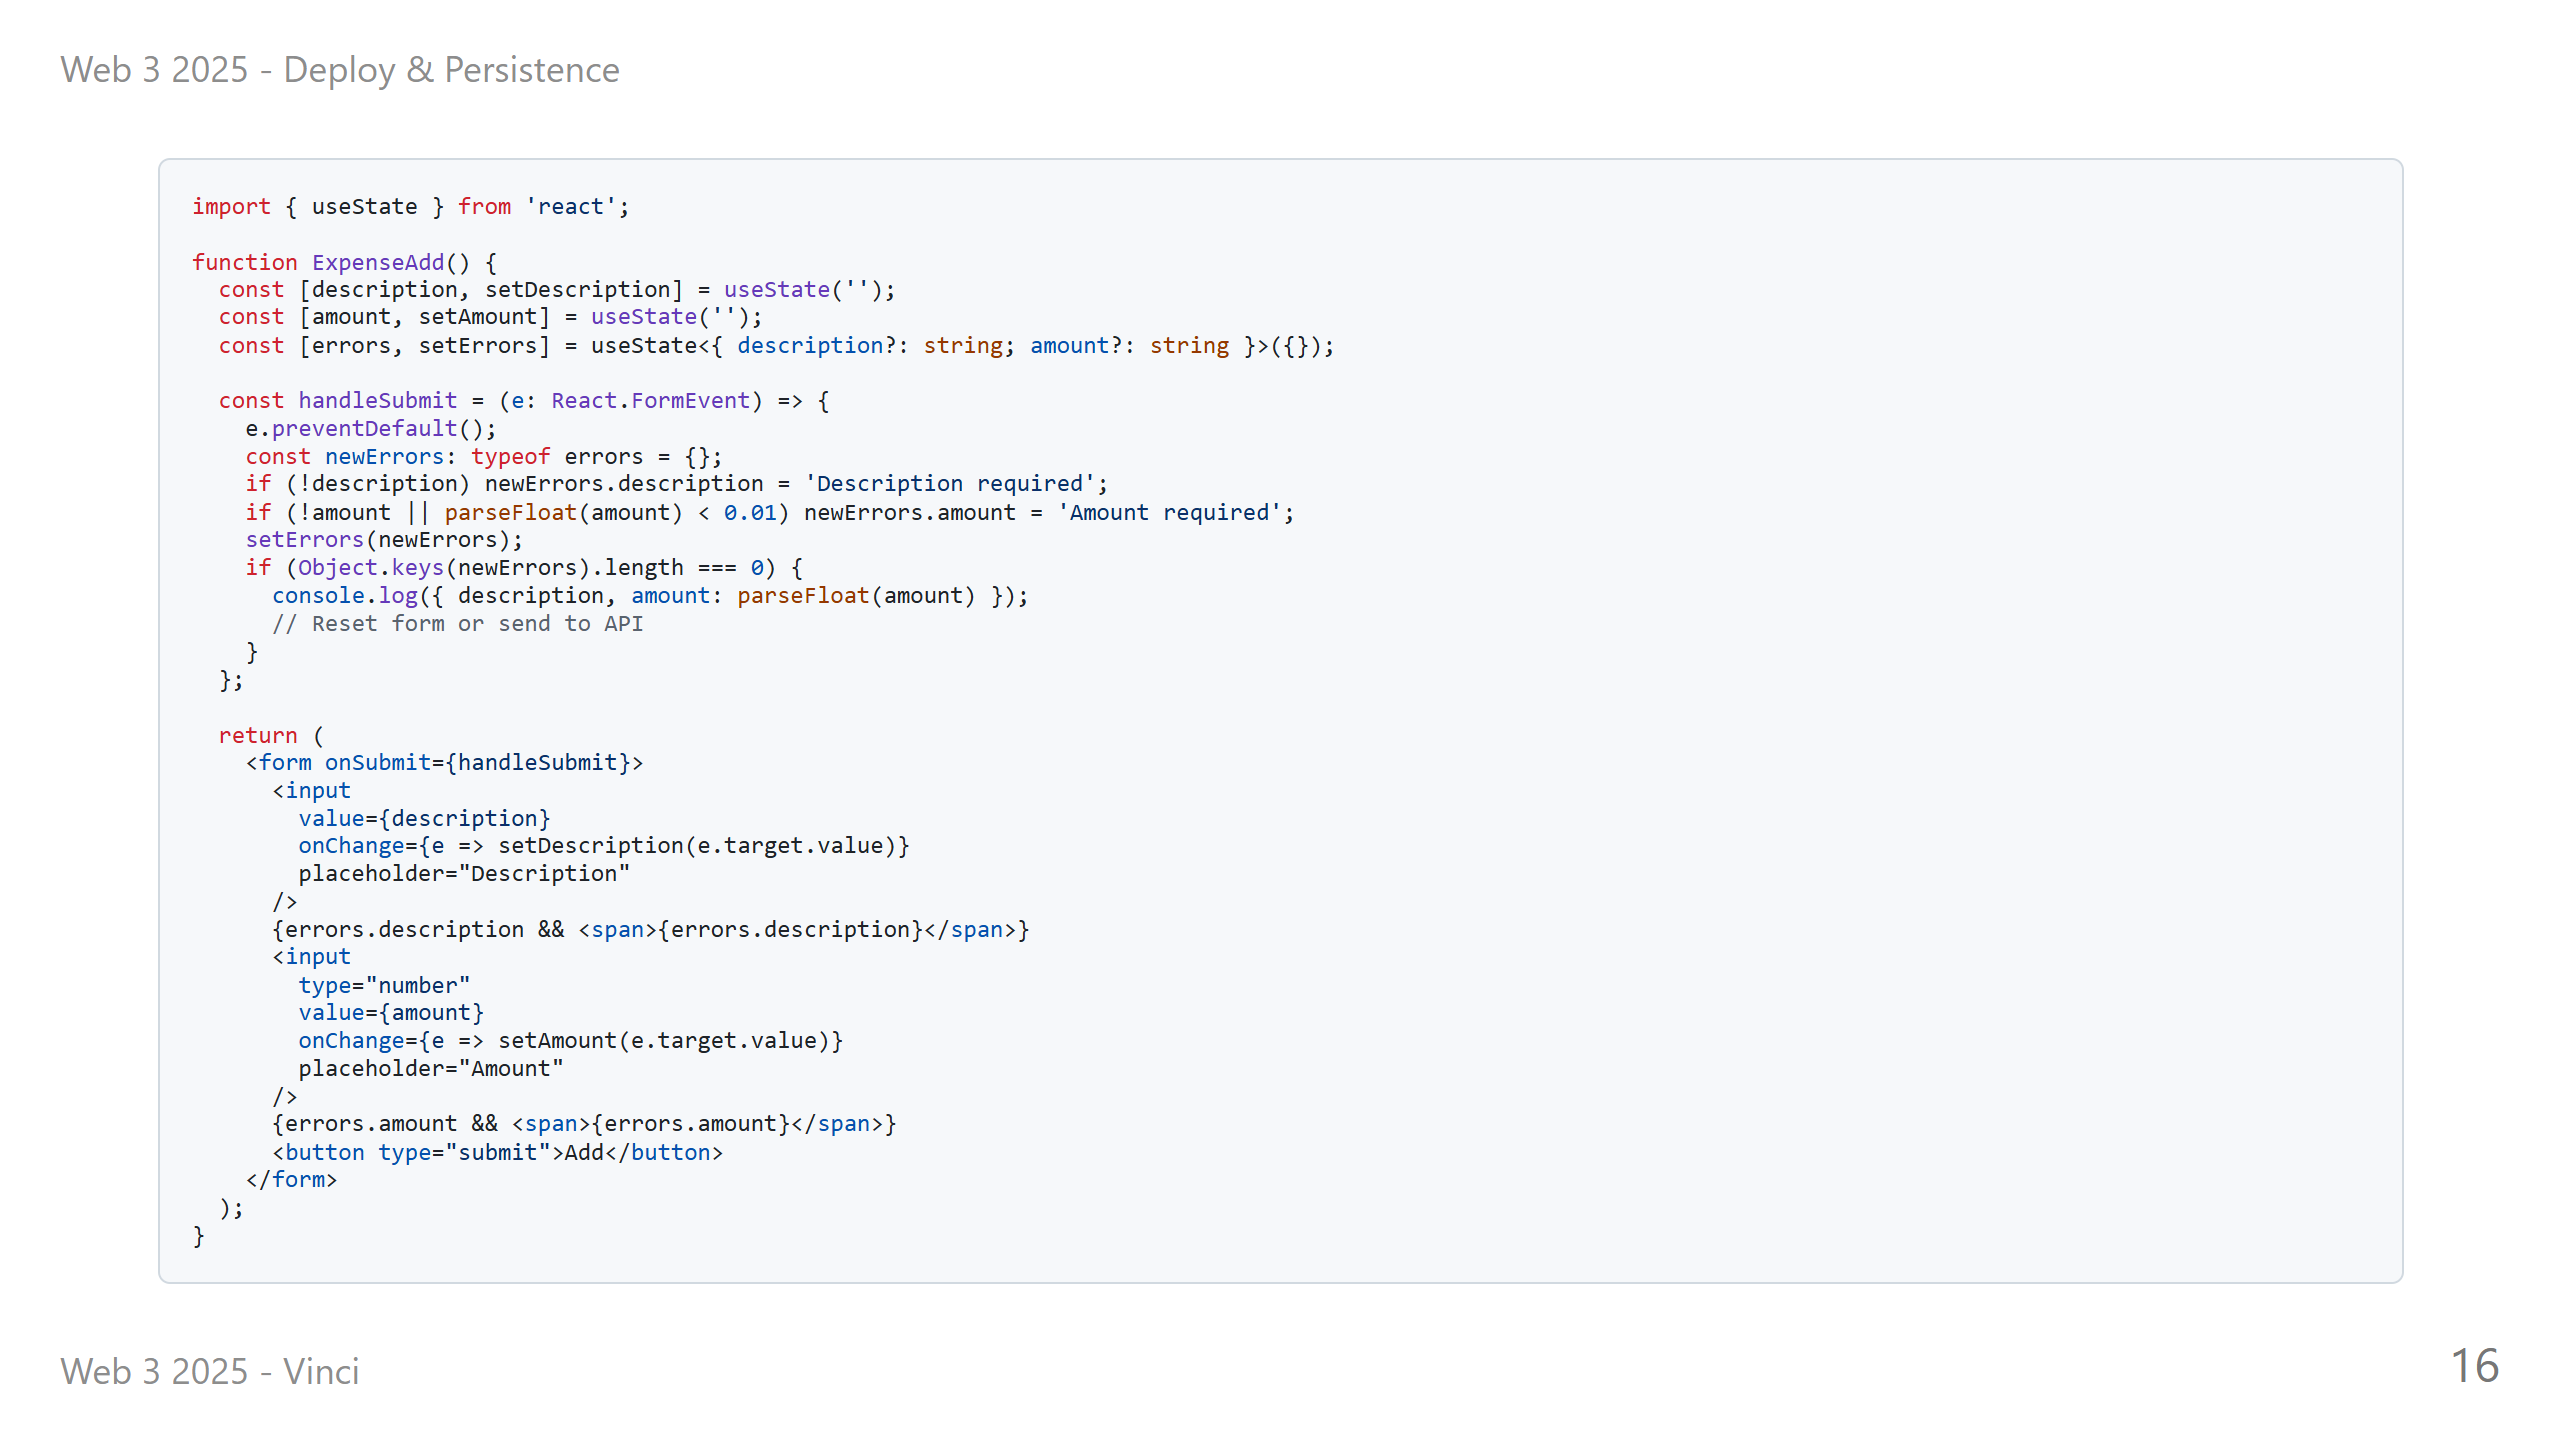 Web 3 2025 - Deploy & Persistence
import { useState } from 'react';
function ExpenseAdd() {
  const [description, setDescription] = useState('');
  const [amount, setAmount] = useState('');
  const [errors, setErrors] = useState<{ description?: string; amount?: string }>({});
  const handleSubmit = (e: React.FormEvent) => {
    e.preventDefault();
    const newErrors: typeof errors = {};
    if (!description) newErrors.description = 'Description required';
    if (!amount || parseFloat(amount) < 0.01) newErrors.amount = 'Amount required';
    setErrors(newErrors);
    if (Object.keys(newErrors).length === 0) {
      console.log({ description, amount: parseFloat(amount) });
      // Reset form or send to API
    }
  };
  return (
    <form onSubmit={handleSubmit}>
      <input
        value={description}
        onChange={e => setDescription(e.target.value)}
        placeholder="Description"
      />
      {errors.description && <span>{errors.description}</span>}
      <input
        type="number"
        value={amount}
        onChange={e => setAmount(e.target.value)}
        placeholder="Amount"
      />
      {errors.amount && <span>{errors.amount}</span>}
      <button type="submit">Add</button>
    </form>
  );
}
Web 3 2025 - Vinci
16